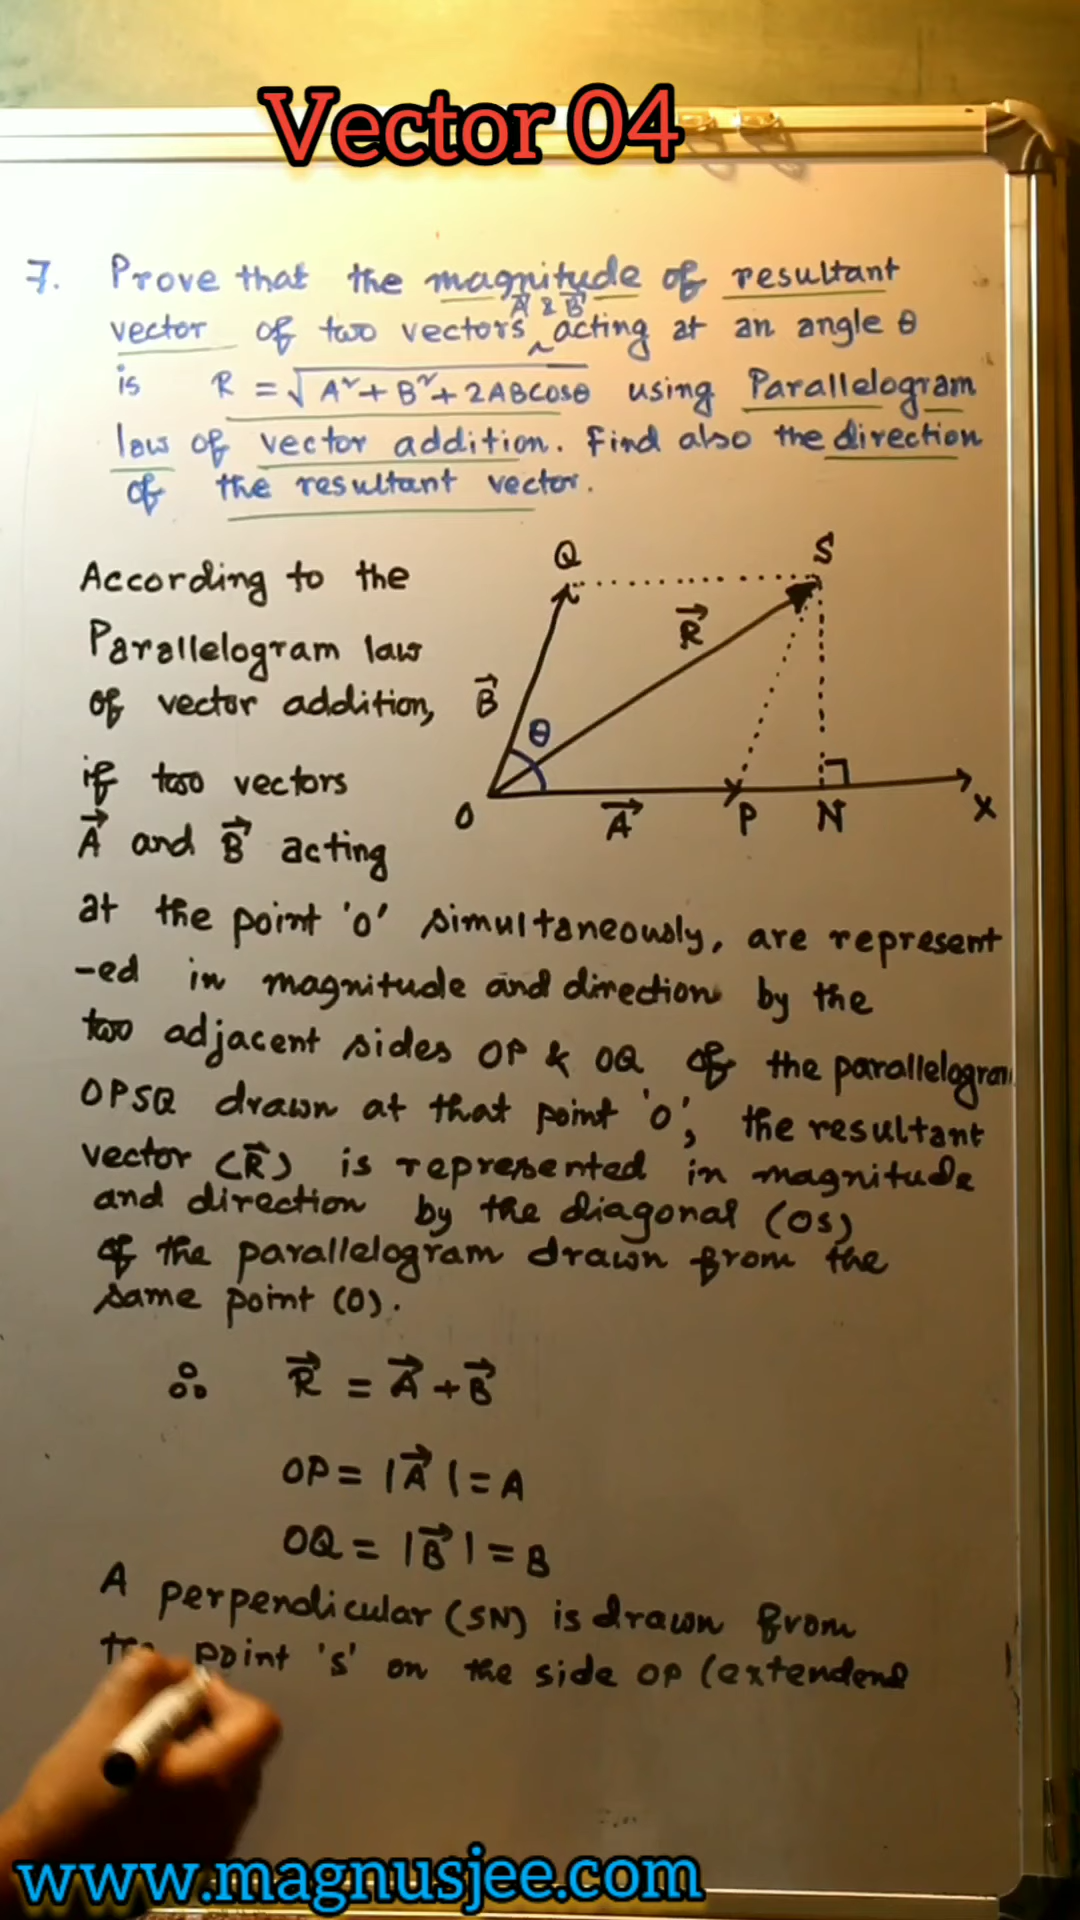 Vector 04
7. Prove that the magnitude of resultant
A⃗ & B⃗
vector of two vectors ‸ acting at an angle θ
is R = √A² + B² + 2ABCosθ using Parallelogram
law of vector addition. Find also the direction
of the resultant vector.
According to the
Parallelogram law
of vector addition,
if two vectors
A⃗ and B⃗ acting
Q S
R⃗
B⃗
θ
O A⃗ P N X
at the point 'o' simultaneously, are represent
-ed in magnitude and direction by the
two adjacent sides OP & OQ of the parallelogram
OPSQ drawn at that point 'o', the resultant
vector (R⃗) is represented in magnitude
and direction by the diagonal (OS)
of the parallelogram drawn from the
same point (O).
∴ R⃗ = A⃗ + B⃗
OP = |A⃗| = A
OQ = |B⃗| = B
A perpendicular (SN) is drawn from
the point 's' on the side OP (extendend
www.magnusjee.com